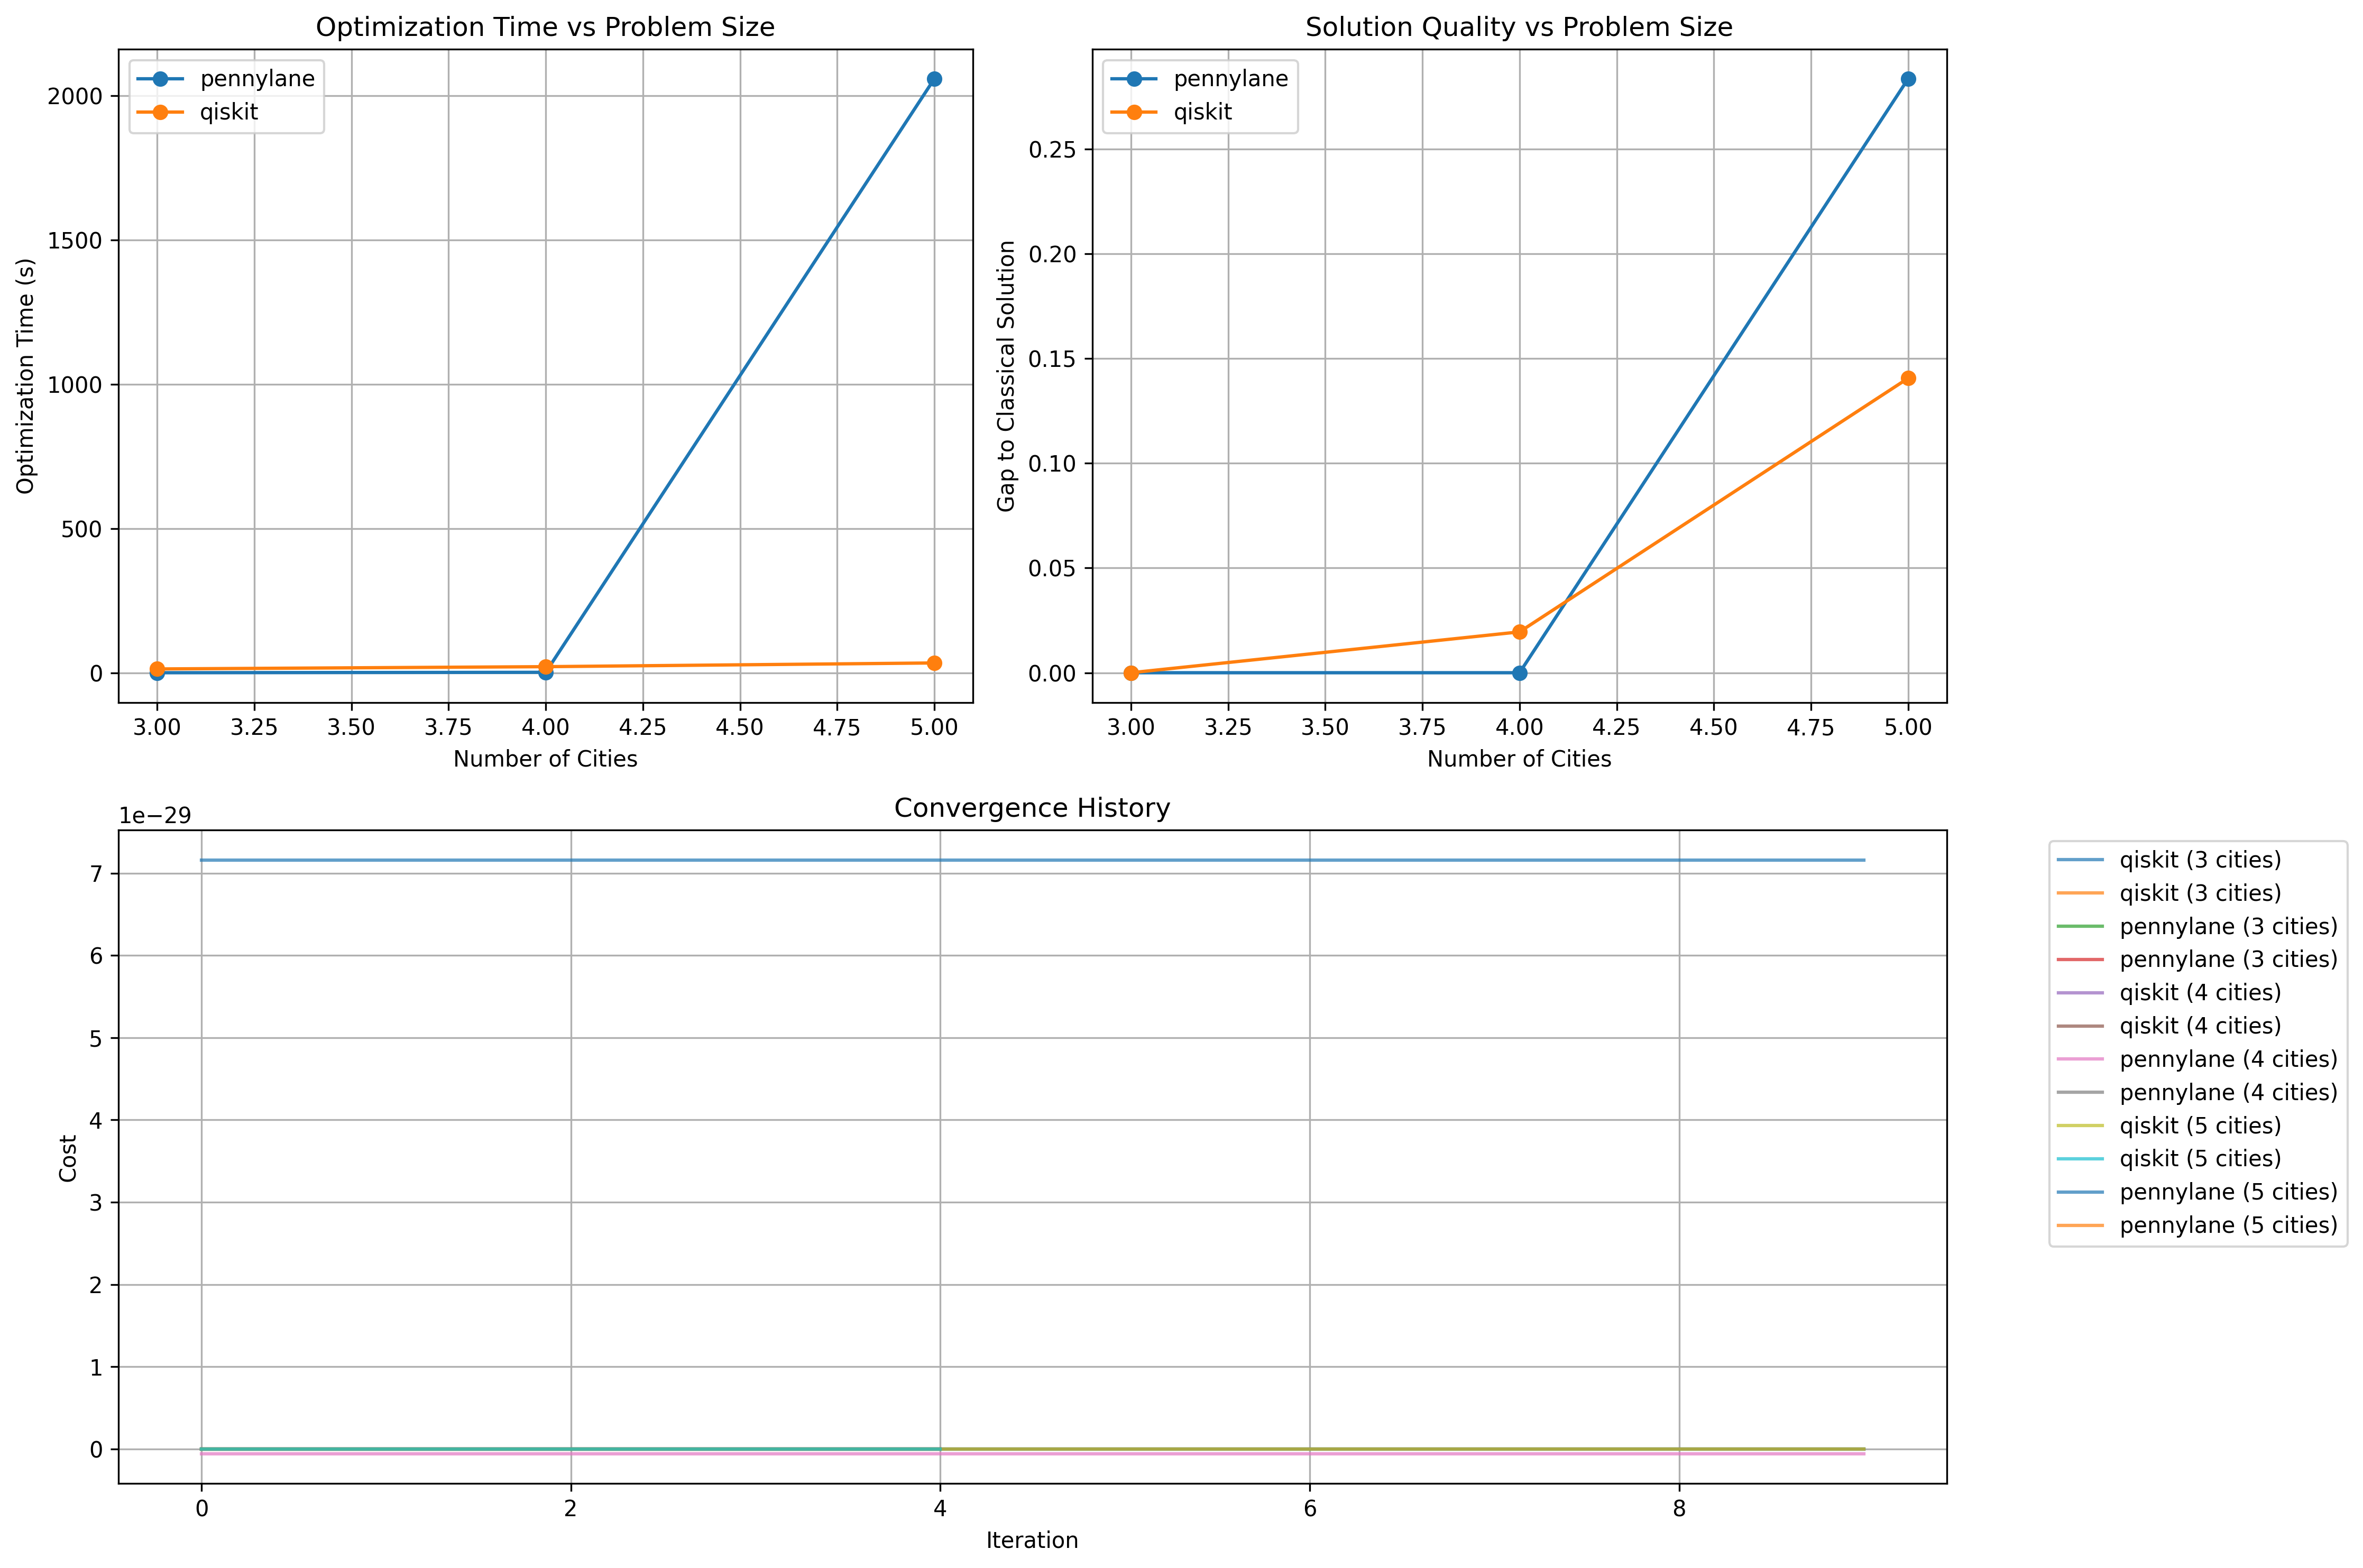 Optimization Time vs Problem Size
pennylane
qiskit
Optimization Time (s)
2000
1500
1000
500
0
3.00 3.25 3.50 3.75 4.00 4.25 4.50 4.75 5.00
Number of Cities
Solution Quality vs Problem Size
pennylane
qiskit
Gap to Classical Solution
0.25
0.20
0.15
0.10
0.05
0.00
3.00 3.25 3.50 3.75 4.00 4.25 4.50 4.75 5.00
Number of Cities
Convergence History
1e−29
Cost
7
6
5
4
3
2
1
0
0 2 4 6 8
Iteration
qiskit (3 cities)
qiskit (3 cities)
pennylane (3 cities)
pennylane (3 cities)
qiskit (4 cities)
qiskit (4 cities)
pennylane (4 cities)
pennylane (4 cities)
qiskit (5 cities)
qiskit (5 cities)
pennylane (5 cities)
pennylane (5 cities)